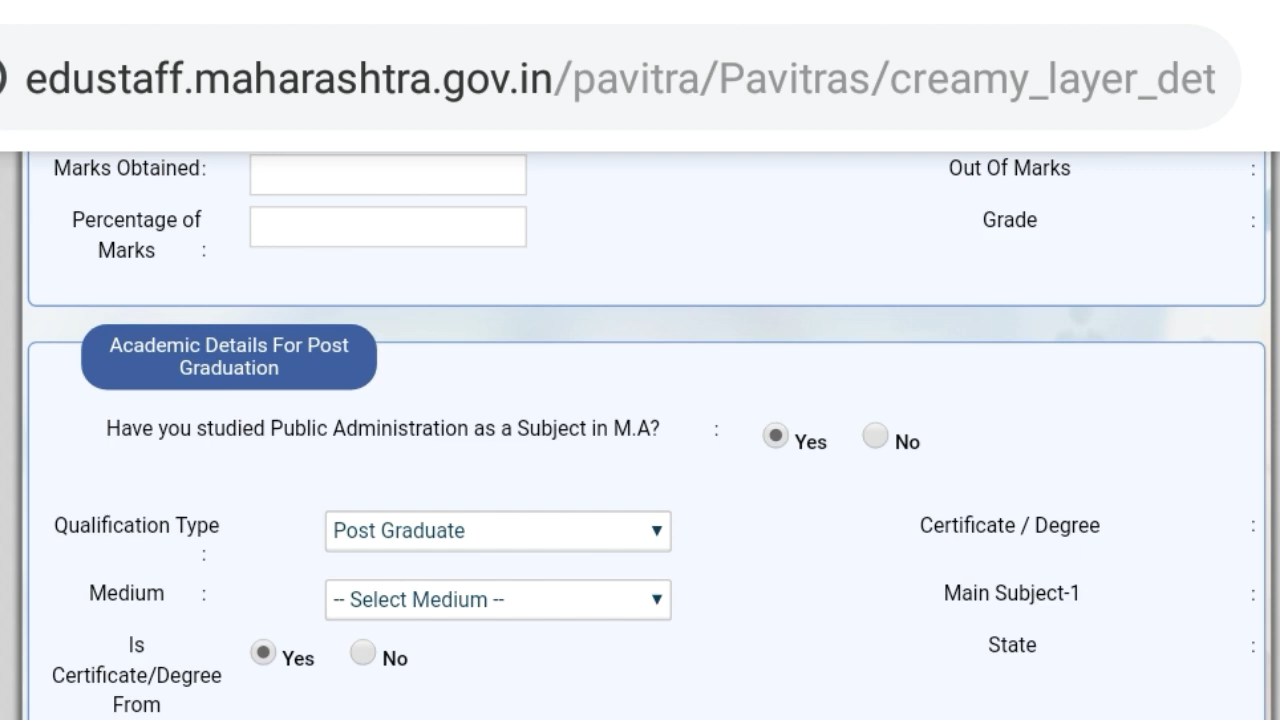 edustaff.maharashtra.gov.in/pavitra/Pavitras/creamy_layer_det
Marks Obtained : Out Of Marks :
Percentage of Marks : Grade :
Academic Details For Post
Graduation
Have you studied Public Administration as a Subject in M.A? : Yes No
Qualification Type : Post Graduate Certificate / Degree :
Medium : -- Select Medium -- Main Subject-1 :
Is Yes No State :
Certificate/Degree
From